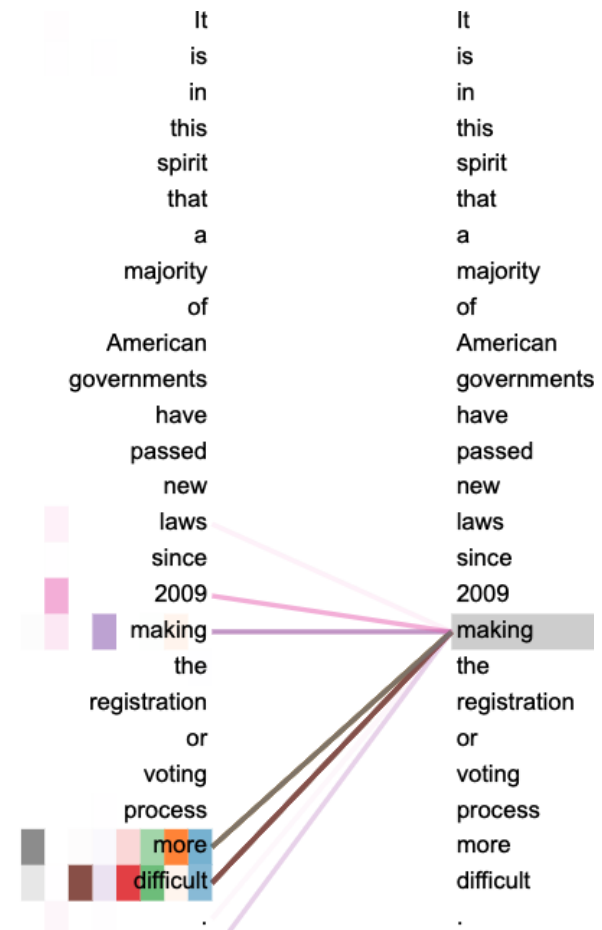 It It
is is
in in
this this
spirit spirit
that that
a a
majority majority
of of
American American
governments governments
have have
passed passed
new new
laws laws
since since
2009 2009
making making
the the
registration registration
or or
voting voting
process process
more more
difficult difficult
. .